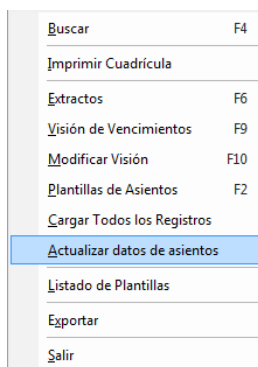 Buscar F4
Imprimir Cuadrícula
Extractos F6
Visión de Vencimientos F9
Modificar Visión F10
Plantillas de Asientos F2
Cargar Todos los Registros
Actualizar datos de asientos
Listado de Plantillas
Exportar
Salir